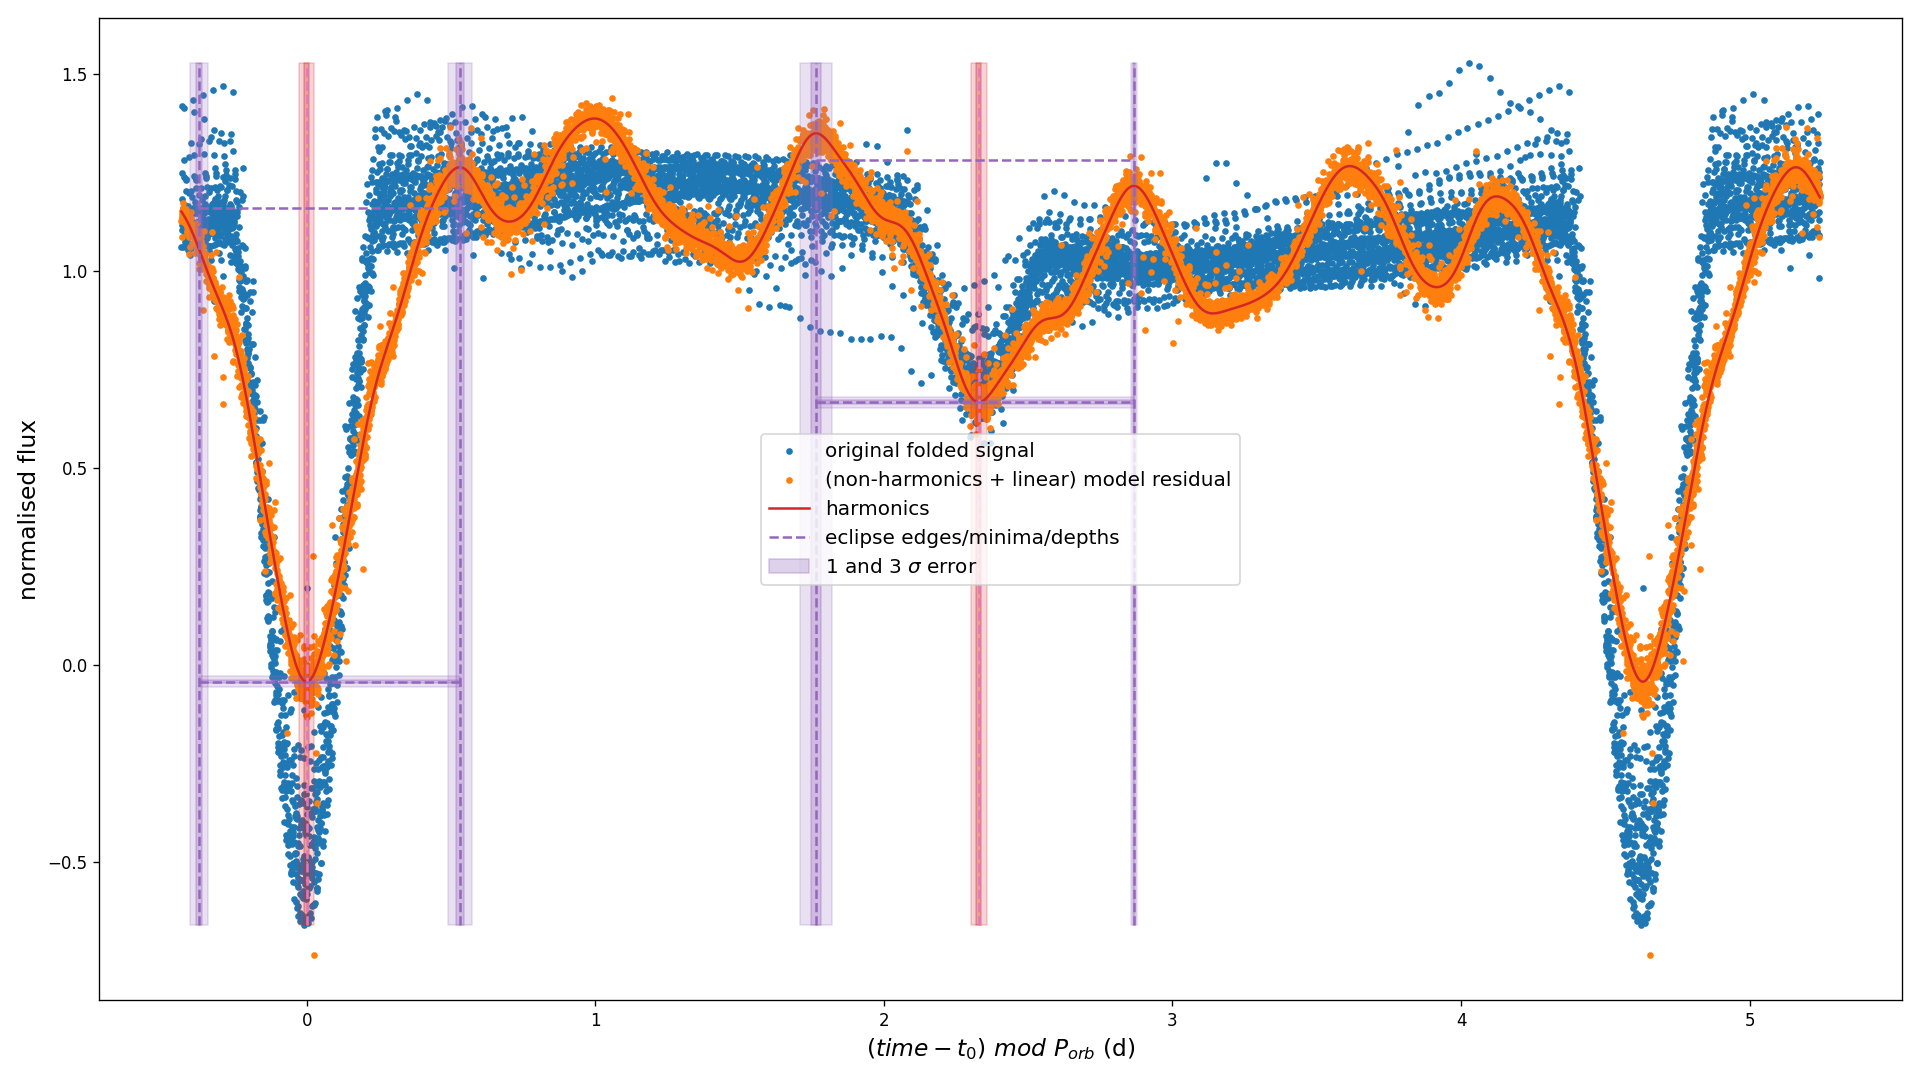 normalised flux
1.5
1.0
0.5
0.0
−0.5
original folded signal
(non-harmonics + linear) model residual
harmonics
eclipse edges/minima/depths
1 and 3 σ error
0 1 2 3 4 5
(time − t₀) mod Pₒᵣb (d)